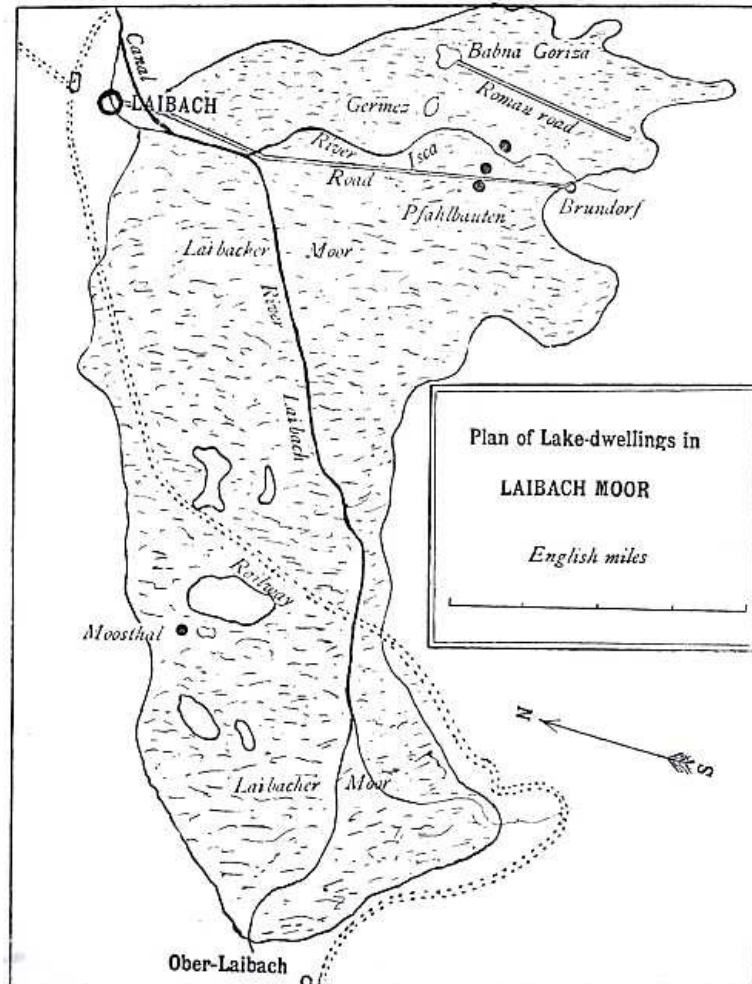 Canal
LAIBACH
Babna Goriza
Roman road
Germez
River Isca
Road
Pfahlbauten
Brundorf
Laibacher Moor
River Laibach
Plan of Lake-dwellings in
LAIBACH MOOR
English miles
Railway
Moosthal
N
S
Laibacher Moor
Ober-Laibach